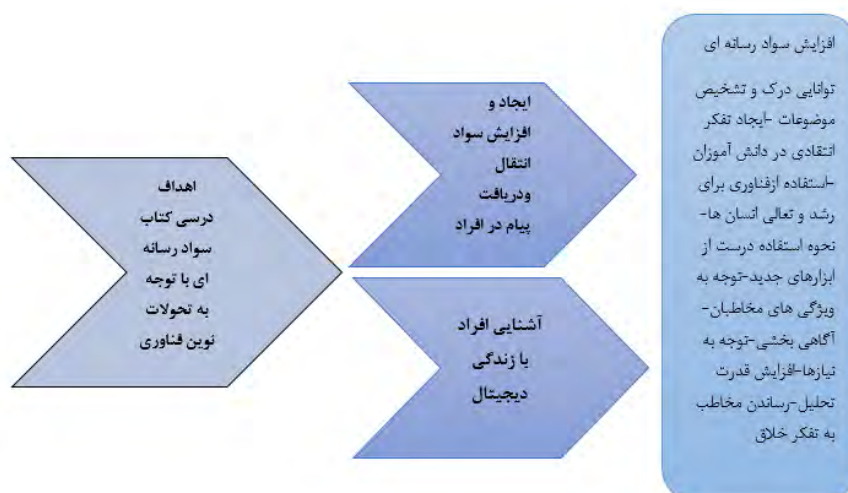 افزایش سواد رسانه ای
توانایی درک و تشخیص
موضوعات -ایجاد تفکر
انتقادی در دانش آموزان
-استفاده ازفناوری برای
رشد و تعالی انسان ها-
نحوه استفاده درست از
ابزارهای جدید-توجه به
ویژگی های مخاطبان-
آگاهی بخشی-توجه به
نیازها-افزایش قدرت
تحلیل-رساندن مخاطب
به تفکر خلاق
ایجاد و
افزایش سواد
انتقال
ودریافت
پیام در افراد
آشنایی افراد
با زندگی
دیجیتال
اهداف
درسی کتاب
سواد رسانه
ای با توجه
به تحولات
نوین فناوری